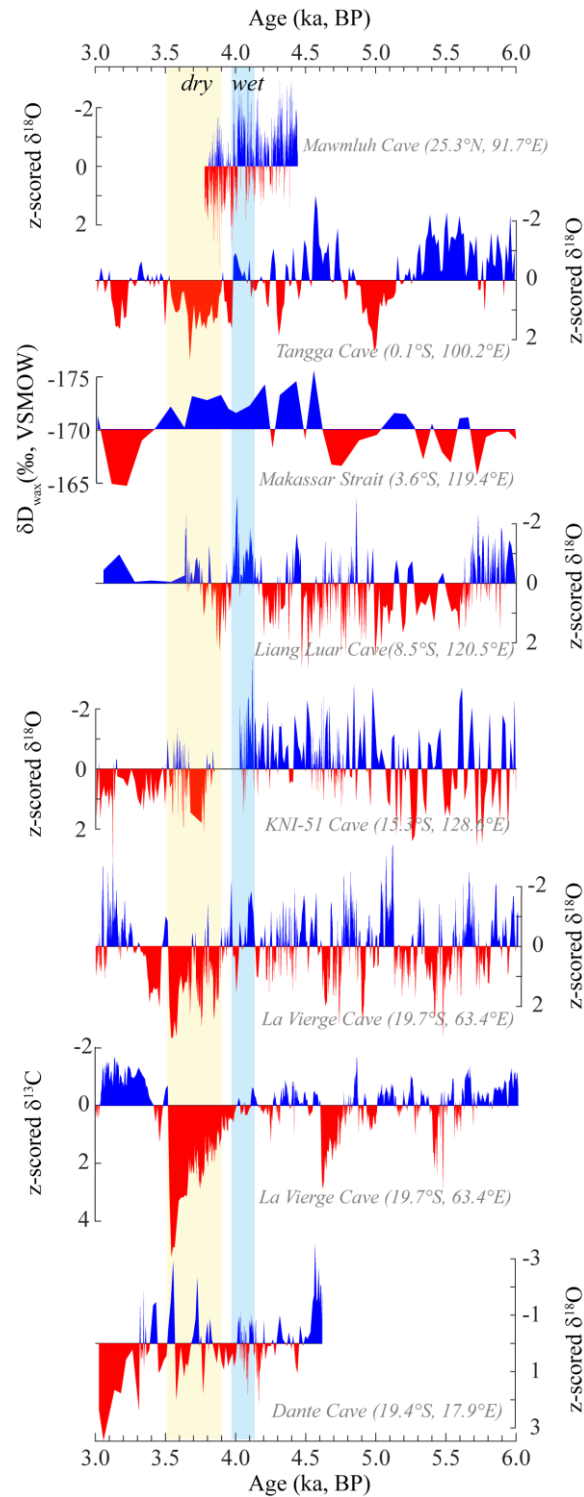 Age (ka, BP)
3.0 3.5 4.0 4.5 5.0 5.5 6.0
dry wet
-2
0
2
z-scored δ¹⁸O
Mawmluh Cave (25.3°N, 91.7°E)
-2
0
2
z-scored δ¹⁸O
Tangga Cave (0.1°S, 100.2°E)
-175
-170
-165
δD_wax (‰, VSMOW)
Makassar Strait (3.6°S, 119.4°E)
-2
0
2
z-scored δ¹⁸O
Liang Luar Cave(8.5°S, 120.5°E)
-2
0
2
z-scored δ¹⁸O
KNI-51 Cave (15.3°S, 128.6°E)
-2
0
2
z-scored δ¹⁸O
La Vierge Cave (19.7°S, 63.4°E)
-2
0
2
4
z-scored δ¹³C
La Vierge Cave (19.7°S, 63.4°E)
-3
-1
1
3
z-scored δ¹⁸O
Dante Cave (19.4°S, 17.9°E)
3.0 3.5 4.0 4.5 5.0 5.5 6.0
Age (ka, BP)